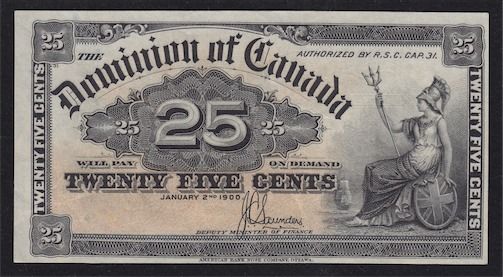 25 25
THE Dominion of Canada
AUTHORIZED BY R.S.C. CAP. 31.
TWENTY FIVE CENTS
25 25 25
TWENTY FIVE CENTS
WILL PAY ON DEMAND
TWENTY FIVE CENTS
JANUARY 2ND 1900
J.C. Saunders
DEPUTY MINISTER OF FINANCE
25
AMERICAN BANK NOTE COMPANY, OTTAWA.